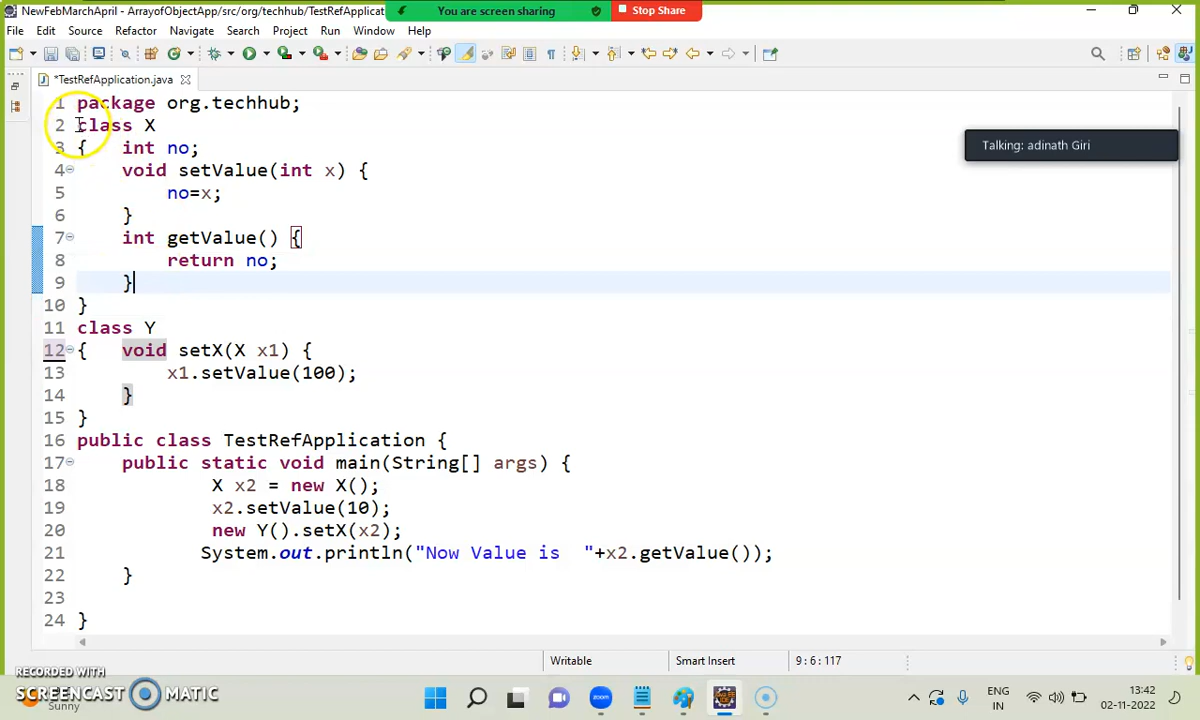 NewFebMarchApril - ArrayofObjectApp/src/org/techhub/TestRefApplicat
You are screen sharing
Stop Share
File Edit Source Refactor Navigate Search Project Run Window Help
*TestRefApplication.java
Talking: adinath Giri
1 package org.techhub;
2 class X
3 { int no;
4 void setValue(int x) {
5 no=x;
6 }
7 int getValue() {
8 return no;
9 }
10 }
11 class Y
12 { void setX(X x1) {
13 x1.setValue(100);
14 }
15 }
16 public class TestRefApplication {
17 public static void main(String[] args) {
18 X x2 = new X();
19 x2.setValue(10);
20 new Y().setX(x2);
21 System.out.println("Now Value is  "+x2.getValue());
22 }
23
24 }
Writable Smart Insert 9 : 6 : 117
RECORDED WITH
SCREENCAST MATIC
Sunny
ENG
IN
13:42
02-11-2022